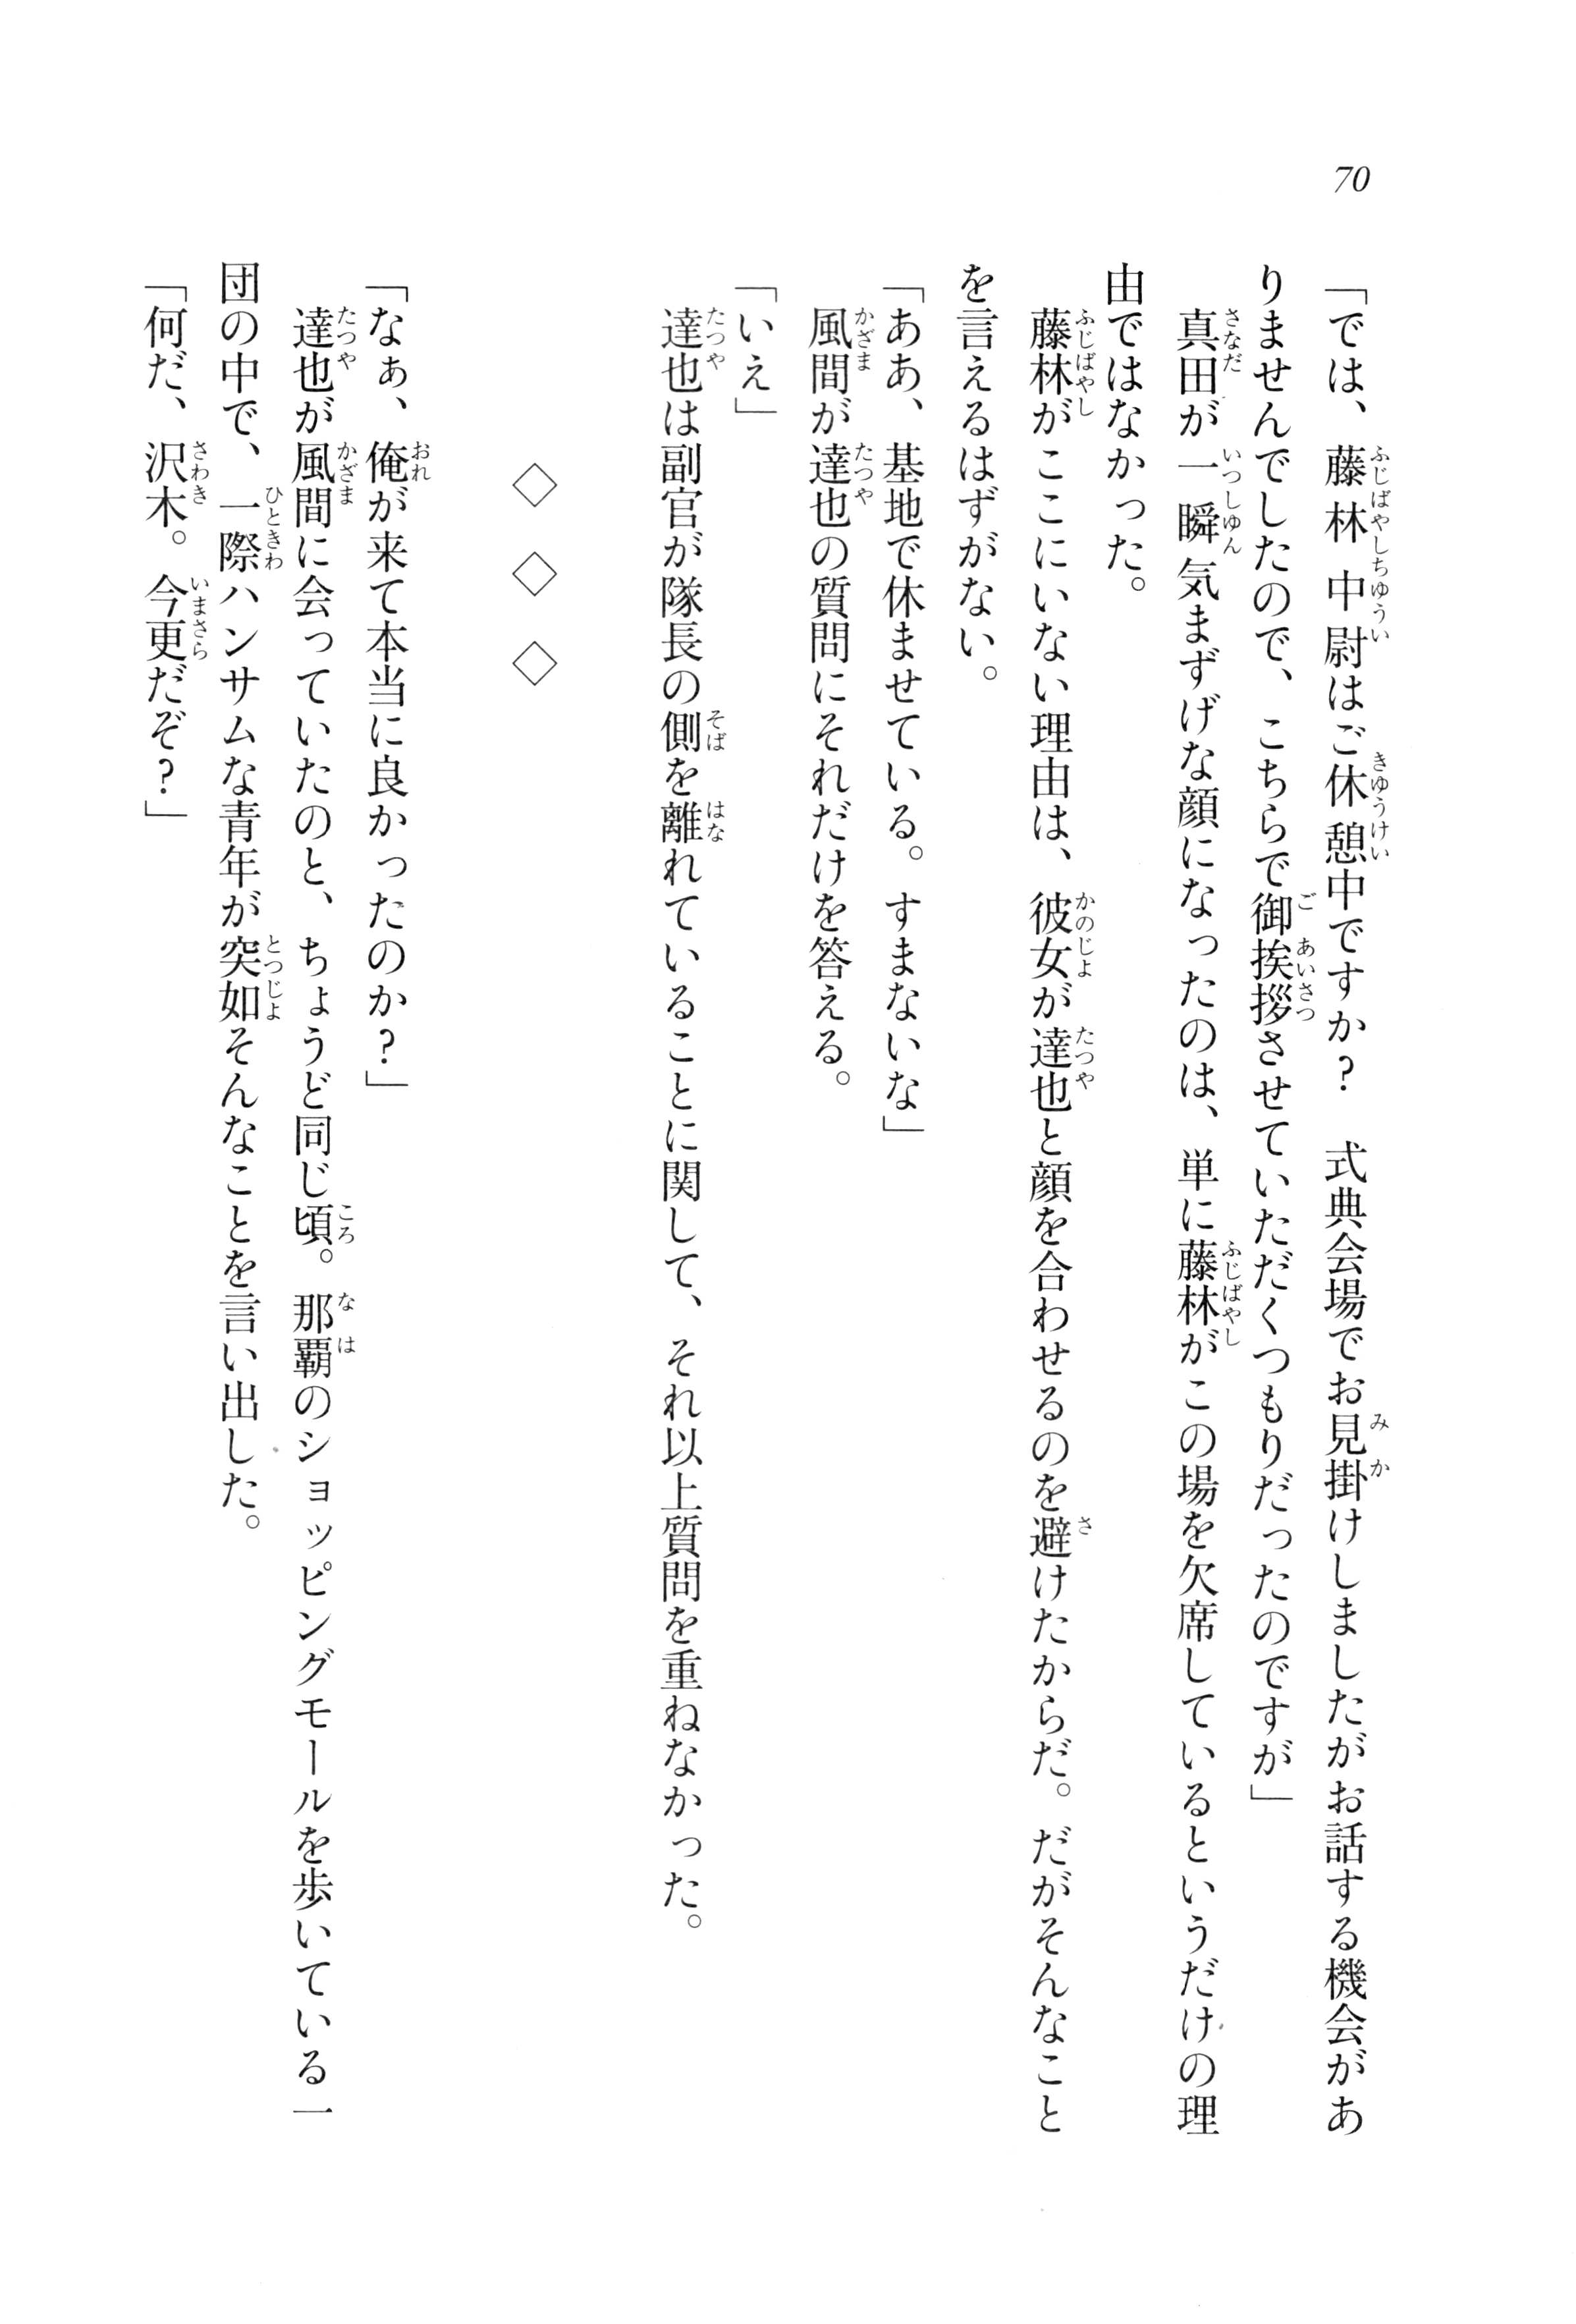 70
「では、藤林中尉はご休憩中ですか？　式典会場でお見掛けしましたがお話する機会があ
りませんでしたので、こちらで御挨拶させていただくつもりだったのですが」
　真田が一瞬気まずげな顔になったのは、単に藤林がこの場を欠席しているというだけの理
由ではなかった。
　藤林がここにいない理由は、彼女が達也と顔を合わせるのを避けたからだ。だがそんなこと
を言えるはずがない。
「ああ、基地で休ませている。すまないな」
　風間が達也の質問にそれだけを答える。
「いえ」
　達也は副官が隊長の側を離れていることに関して、それ以上質問を重ねなかった。
◇　◇　◇
「なぁ、俺が来て本当に良かったのか？」
　達也が風間に会っていたのと、ちょうど同じ頃。那覇のショッピングモールを歩いている一
団の中で、一際ハンサムな青年が突如そんなことを言い出した。
「何だ、沢木。今更だぞ？」